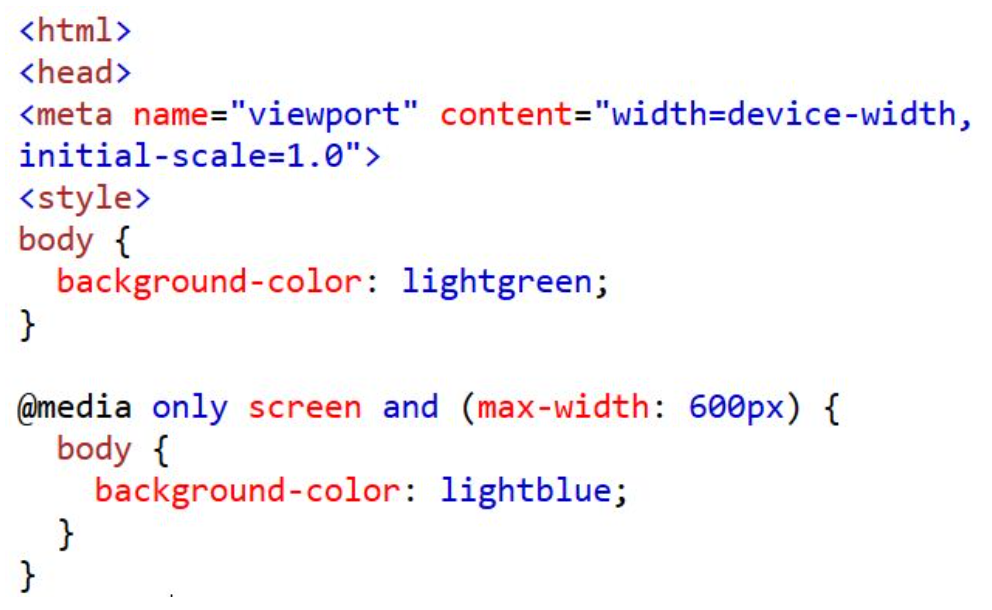 <html>
<head>
<meta name="viewport" content="width=device-width,
initial-scale=1.0">
<style>
body {
  background-color: lightgreen;
}

@media only screen and (max-width: 600px) {
  body {
    background-color: lightblue;
  }
}